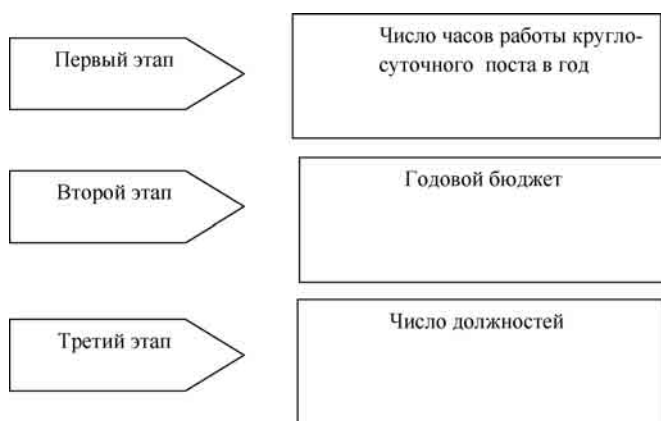 Первый этап
Число часов работы кругло-
суточного поста в год
Второй этап
Годовой бюджет
Третий этап
Число должностей